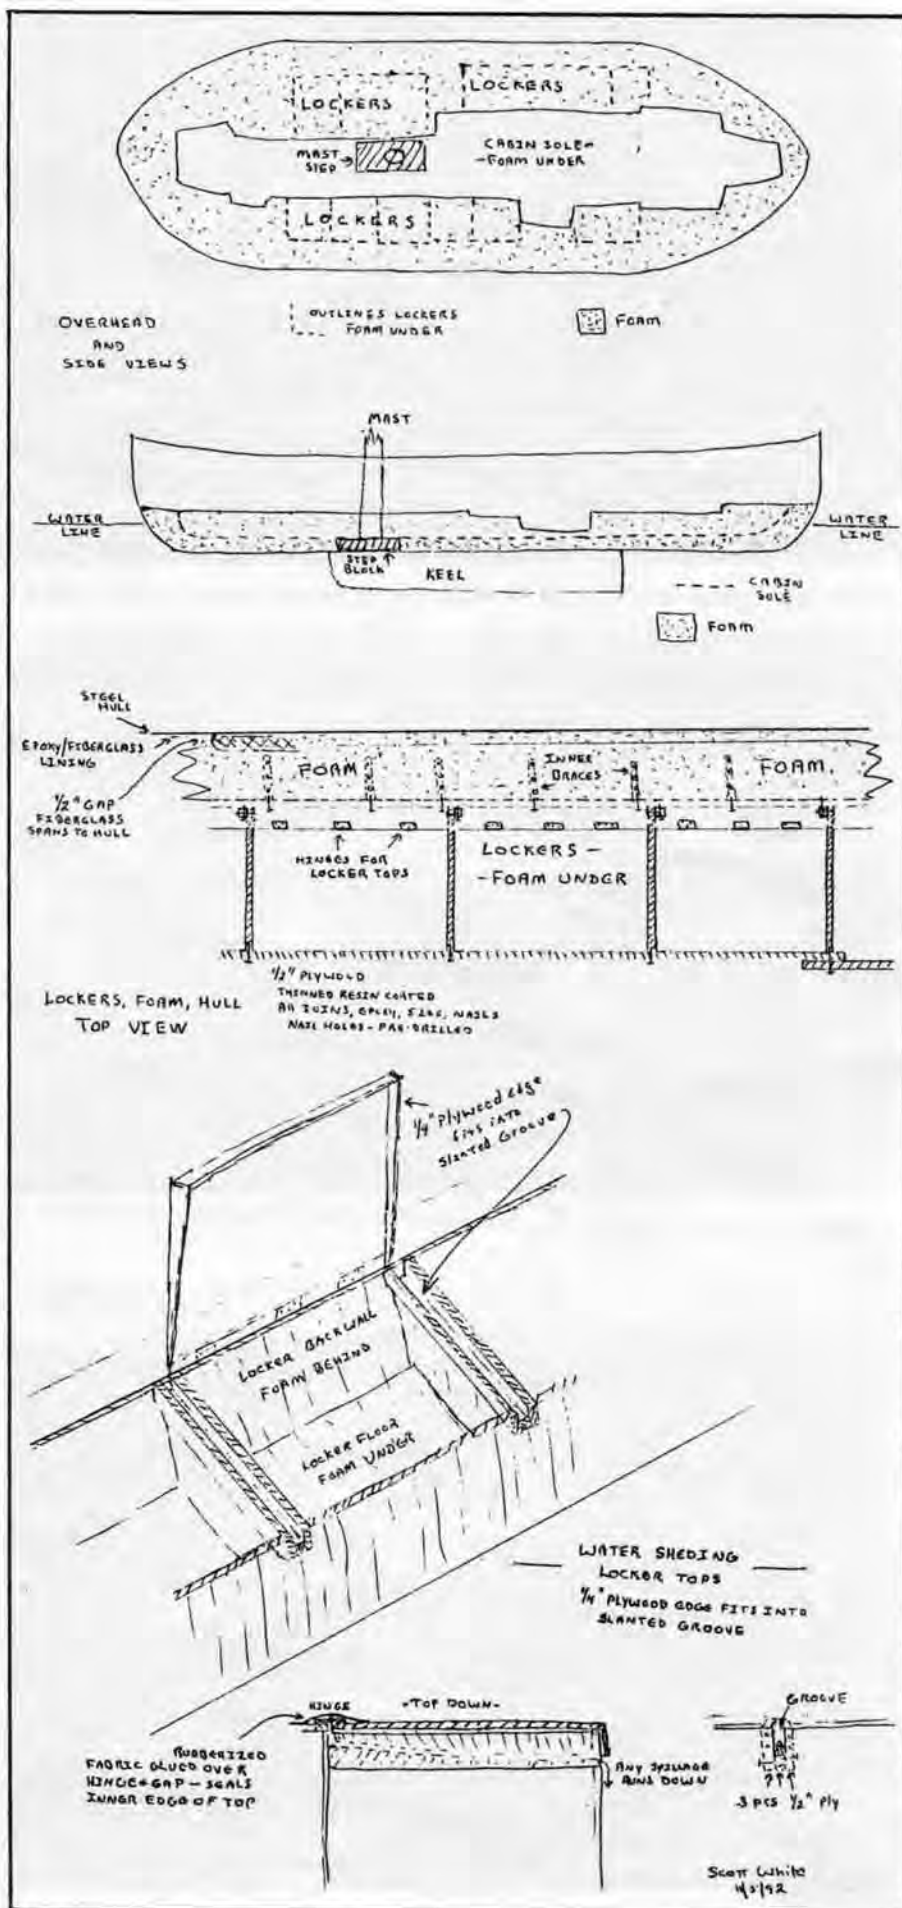 LOCKERS
LOCKERS
MAST
STEP
CABIN SOLE-
-FOAM UNDER
LOCKERS
OVERHEAD
AND
SIDE VIEWS
OUTLINES LOCKERS
FOAM UNDER
FOAM
MAST
WATER
LINE
WATER
LINE
STEP
BLOCK
KEEL
CABIN
SOLE
FOAM
STEEL
HULL
EPOXY/FIBERGLASS
LINING
1/2" GAP
FIBERGLASS
SPANS TO HULL
FOAM
INNER
BRACES
FOAM
HINGES FOR
LOCKER TOPS
LOCKERS-
-FOAM UNDER
1/2" PLYWOOD
THINNED RESIN COATED
JOINS, EPOXY, NAILS
NAIL HOLES - PRE-DRILLED
LOCKERS, FOAM, HULL
TOP VIEW
1/4" Plywood edge
fits into
Slanted Groove
LOCKER BACKWALL
FOAM BEHIND
LOCKER FLOOR
FOAM UNDER
WATER SHEDING
LOCKER TOPS
1/4" PLYWOOD EDGE FITS INTO
SLANTED GROOVE
HINGE
-TOP DOWN-
GROOVE
RUBBERIZED
FABRIC GLUED OVER
HINGE + GAP - SEALS
INNER EDGE OF TOP
ANY SPILLAGE
RUNS DOWN
3 pcs 1/2" Ply
Scott White